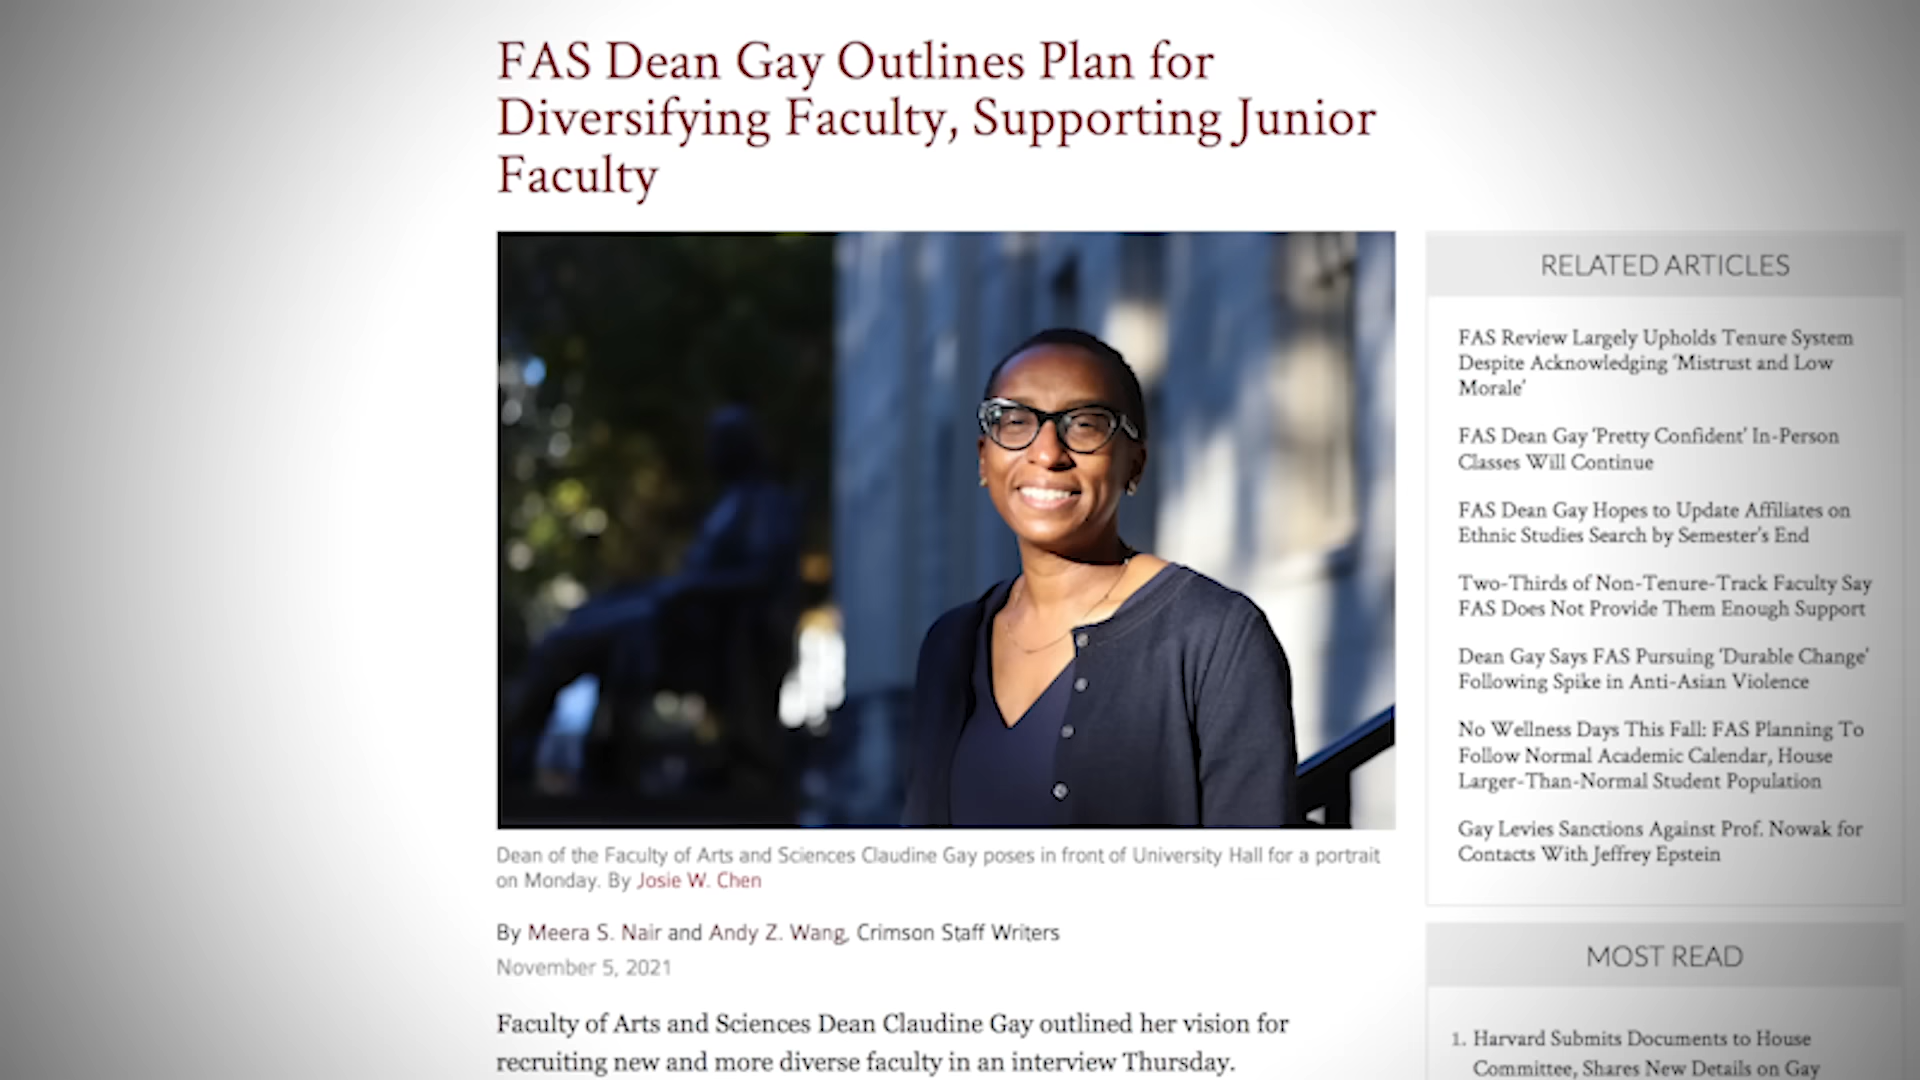 FAS Dean Gay Outlines Plan for
Diversifying Faculty, Supporting Junior
Faculty
Dean of the Faculty of Arts and Sciences Claudine Gay poses in front of University Hall for a portrait
on Monday. By Josie W. Chen
By Meera S. Nair and Andy Z. Wang, Crimson Staff Writers
November 5, 2021
Faculty of Arts and Sciences Dean Claudine Gay outlined her vision for
recruiting new and more diverse faculty in an interview Thursday.
RELATED ARTICLES
FAS Review Largely Upholds Tenure System
Despite Acknowledging ‘Mistrust and Low
Morale’
FAS Dean Gay ‘Pretty Confident’ In-Person
Classes Will Continue
FAS Dean Gay Hopes to Update Affiliates on
Ethnic Studies Search by Semester’s End
Two-Thirds of Non-Tenure-Track Faculty Say
FAS Does Not Provide Them Enough Support
Dean Gay Says FAS Pursuing ‘Durable Change’
Following Spike in Anti-Asian Violence
No Wellness Days This Fall: FAS Planning To
Follow Normal Academic Calendar, House
Larger-Than-Normal Student Population
Gay Levies Sanctions Against Prof. Nowak for
Contacts With Jeffrey Epstein
MOST READ
1. Harvard Submits Documents to House
Committee, Shares New Details on Gay